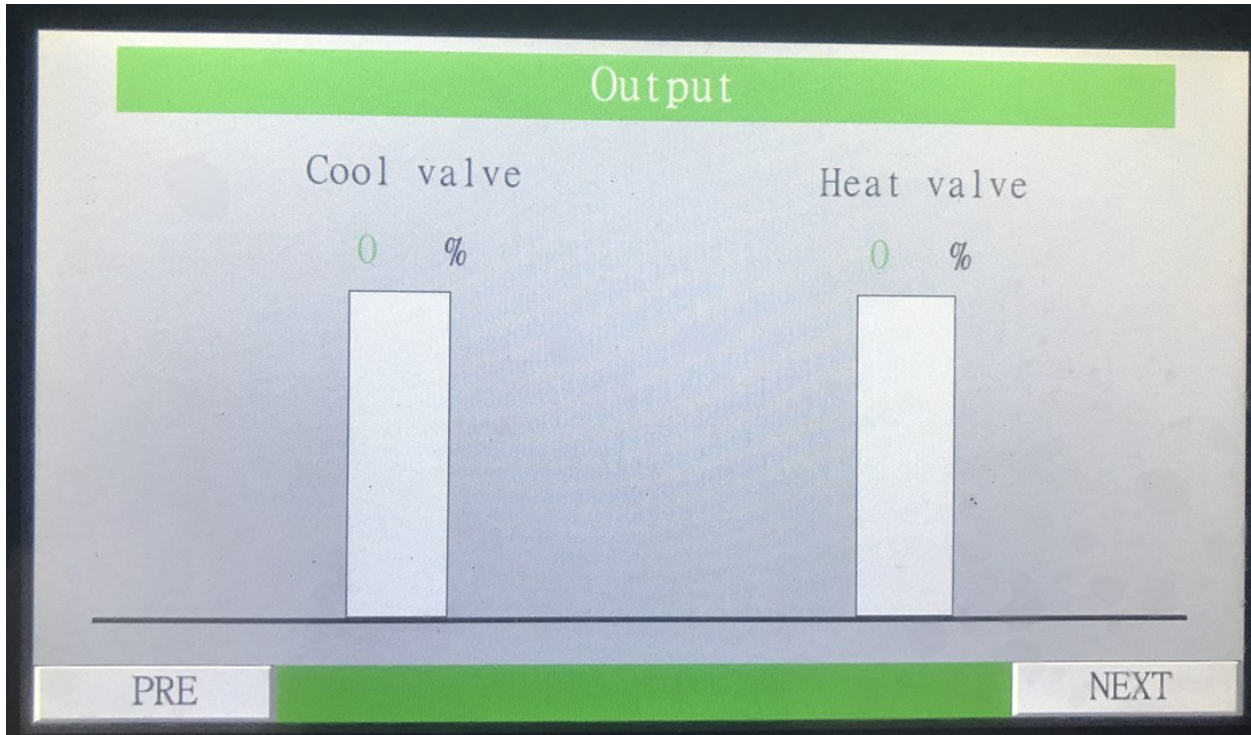 Output
Cool valve
Heat valve
0 %
0 %
PRE
NEXT